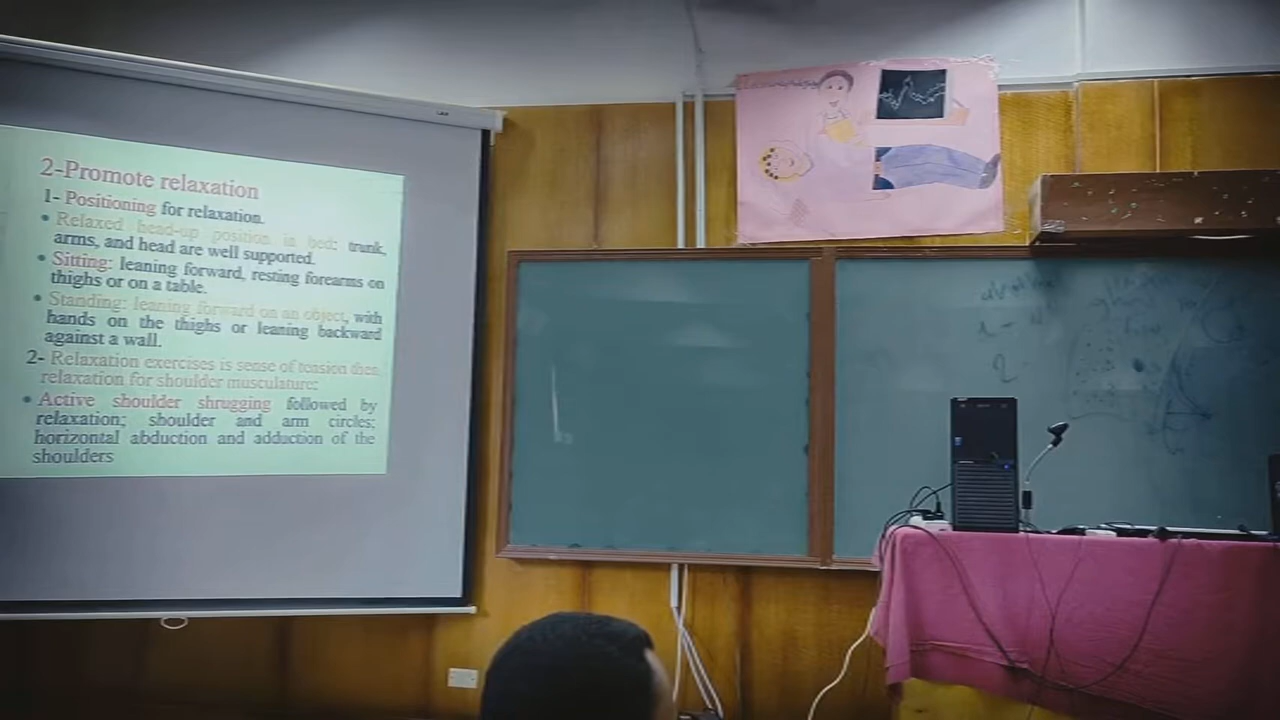 2-Promote relaxation
1- Positioning for relaxation.
• Relaxed head-up position in bed: trunk,
arms, and head are well supported.
• Sitting: leaning forward, resting forearms on
thighs or on a table.
• Standing: leaning forward on an object, with
hands on the thighs or leaning backward
against a wall.
2- Relaxation exercises is sense of tension then
relaxation for shoulder musculature:
• Active shoulder shrugging followed by
relaxation; shoulder and arm circles;
horizontal abduction and adduction of the
shoulders